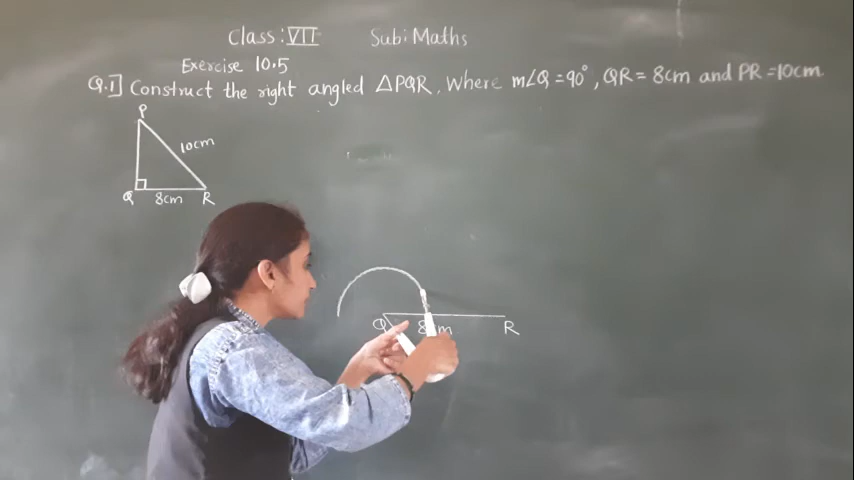 Class: VII Sub: Maths
Exercise 10.5
Q.1] Construct the right angled △PQR, Where m∠Q = 90°, QR = 8cm and PR = 10cm.
P
10cm
Q 8cm R
Q 8cm R